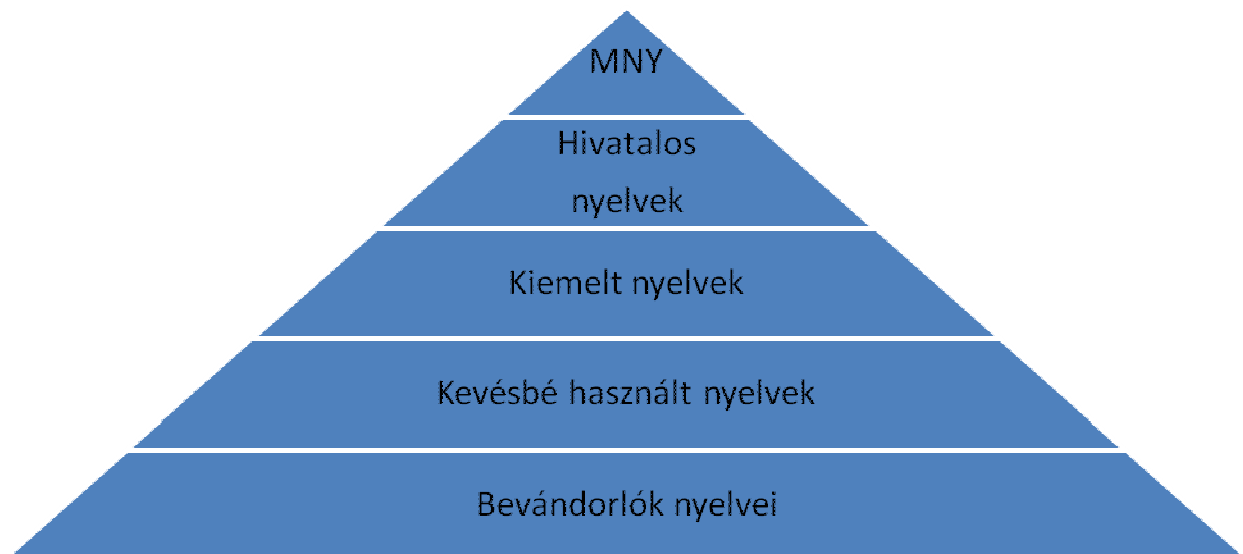 MNY
Hivatalos
nyelvek
Kiemelt nyelvek
Kevésbé használt nyelvek
Bevándorlók nyelvei